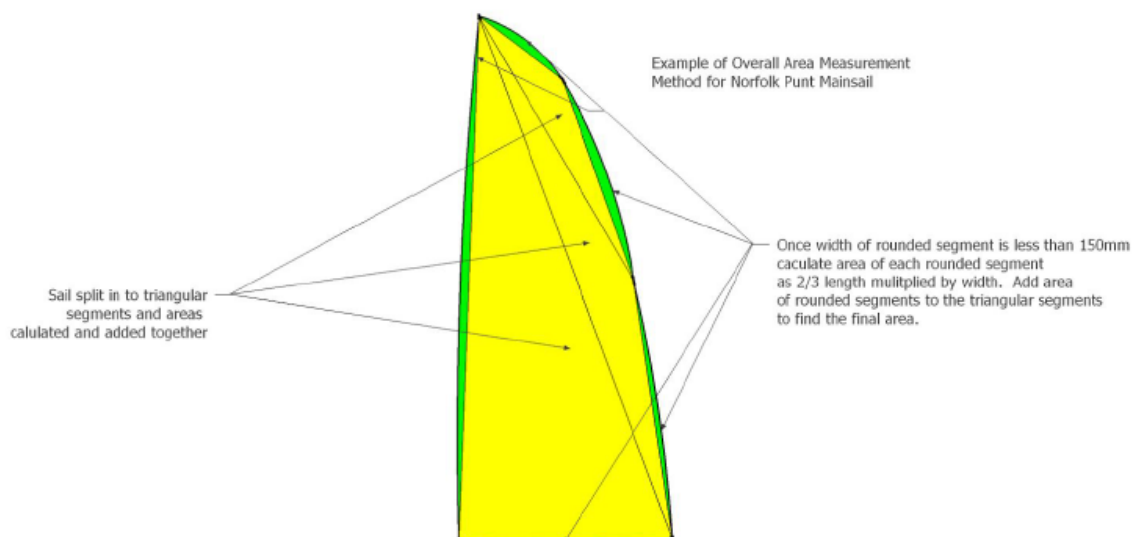 Example of Overall Area Measurement
Method for Norfolk Punt Mainsail
Once width of rounded segment is less than 150mm
caculate area of each rounded segment
as 2/3 length mulitplied by width. Add area
of rounded segments to the triangular segments
to find the final area.
Sail split in to triangular
segments and areas
calulated and added together